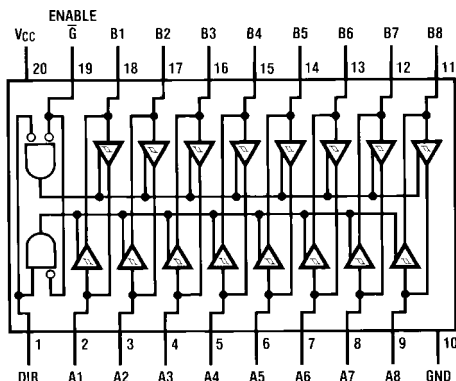 ENABLE
VCC G B1 B2 B3 B4 B5 B6 B7 B8
20 19 18 17 16 15 14 13 12 11
1 2 3 4 5 6 7 8 9 10
DIR A1 A2 A3 A4 A5 A6 A7 A8 GND